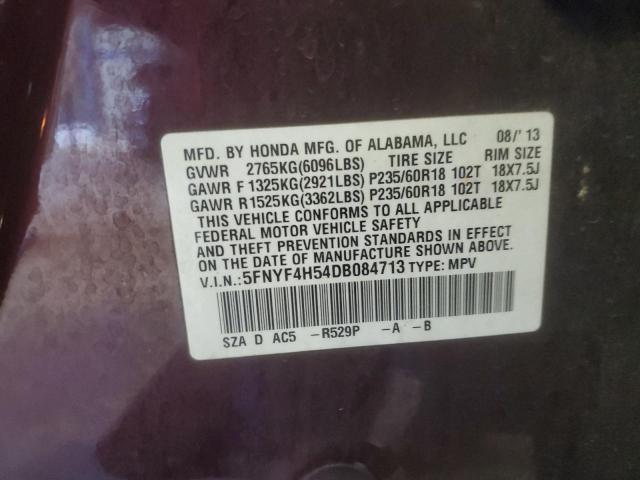 MFD. BY HONDA MFG. OF ALABAMA, LLC 08/'13
GVWR 2765KG(6096LBS) TIRE SIZE RIM SIZE
GAWR F 1325KG(2921LBS) P235/60R18 102T 18X7.5J
GAWR R1525KG(3362LBS) P235/60R18 102T 18X7.5J
THIS VEHICLE CONFORMS TO ALL APPLICABLE
FEDERAL MOTOR VEHICLE SAFETY
AND THEFT PREVENTION STANDARDS IN EFFECT
ON THE DATE OF MANUFACTURE SHOWN ABOVE.
V.I.N.:5FNYF4H54DB084713 TYPE: MPV
SZA D AC5 -R529P -A -B